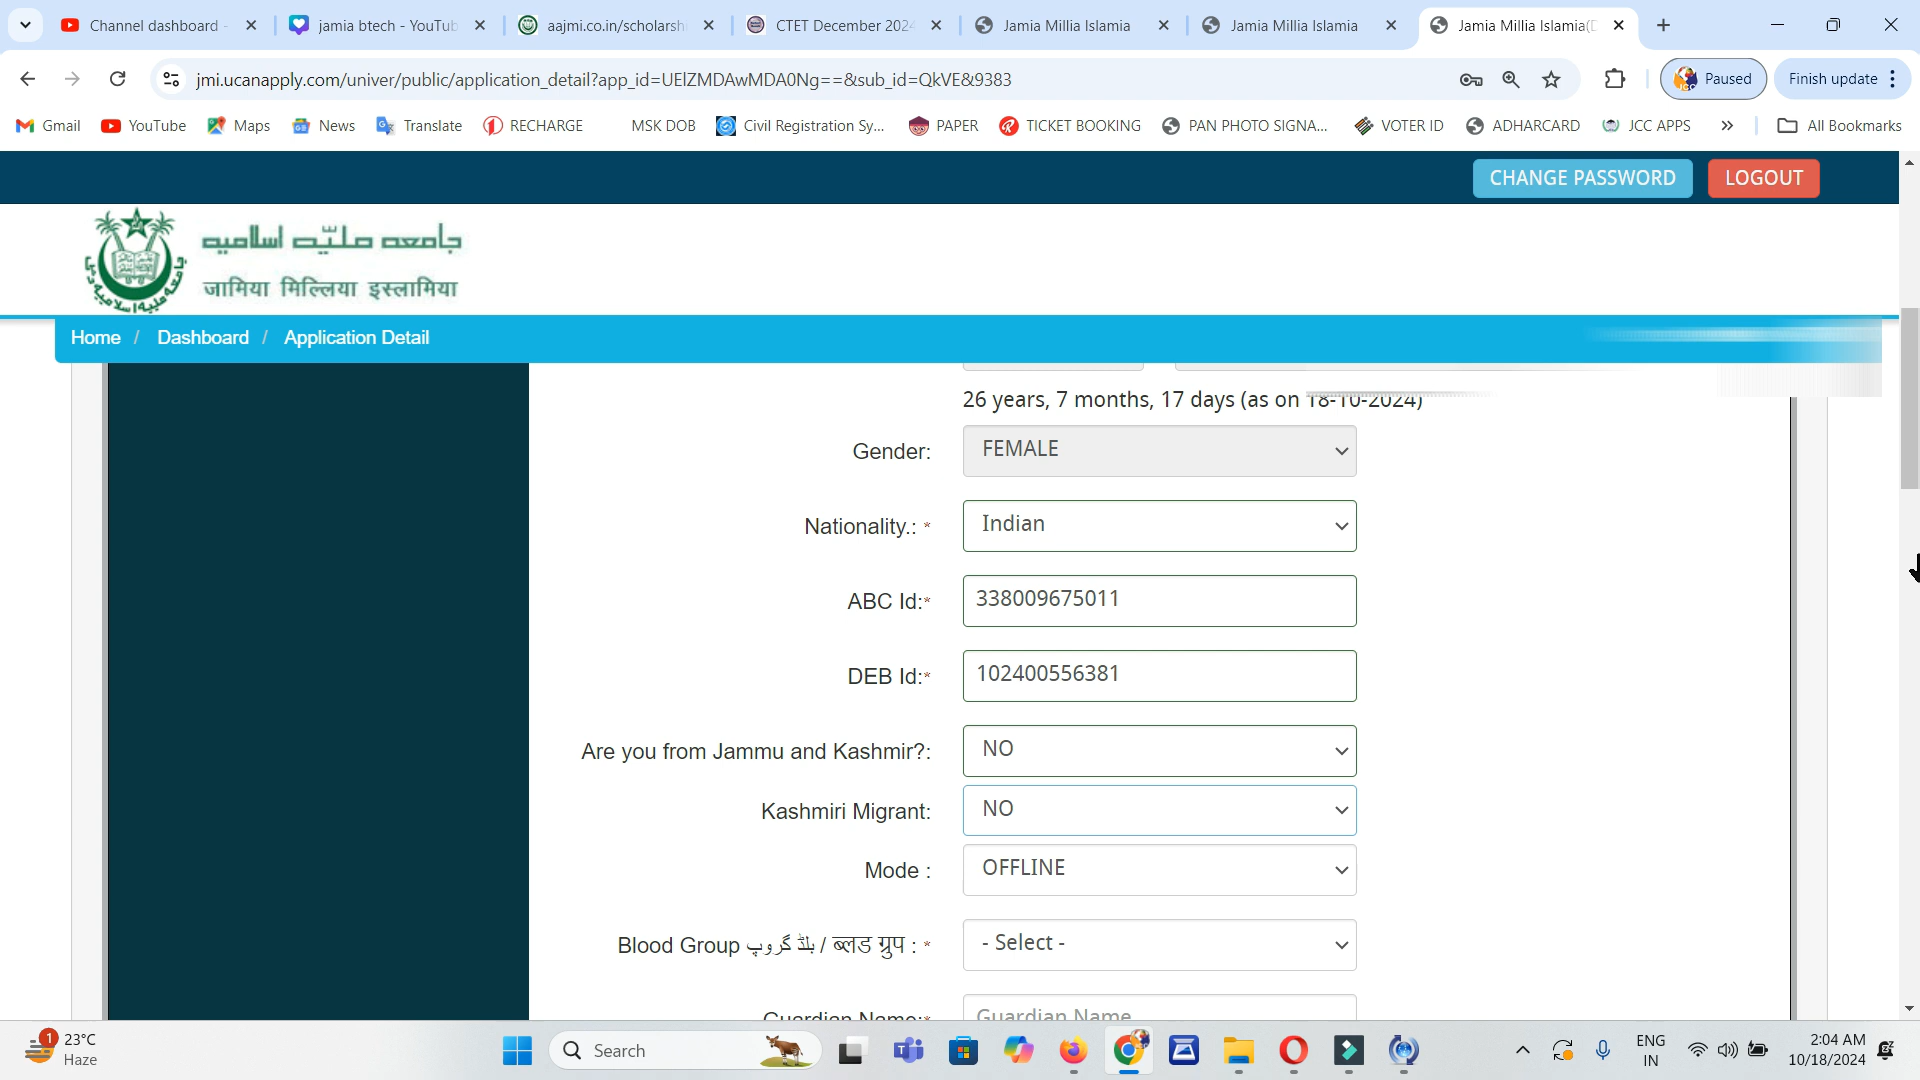 Channel dashboard -
jamia btech - YouTub
aajmi.co.in/scholarshi
CTET December 2024
Jamia Millia Islamia
Jamia Millia Islamia
Jamia Millia Islamia(D
jmi.ucanapply.com/univer/public/application_detail?app_id=UElZMDAwMDA0Ng==&sub_id=QkVE&9383
Paused
Finish update
Gmail
YouTube
Maps
News
Translate
RECHARGE
MSK DOB
Civil Registration Sy...
PAPER
TICKET BOOKING
PAN PHOTO SIGNA...
VOTER ID
ADHARCARD
JCC APPS
»
All Bookmarks
CHANGE PASSWORD
LOGOUT
جامعه ملیّه اسلامیه
जामिया मिल्लिया इस्लामिया
Home / Dashboard / Application Detail
26 years, 7 months, 17 days (as on 18-10-2024)
Gender:
FEMALE
Nationality.: *
Indian
ABC Id:*
338009675011
DEB Id:*
102400556381
Are you from Jammu and Kashmir?:
NO
Kashmiri Migrant:
NO
Mode :
OFFLINE
Blood Group بلڈ گروپ / ब्लड ग्रुप : *
- Select -
Guardian Name:*
Guardian Name
1
23°C
Haze
Search
ENG
IN
2:04 AM
10/18/2024